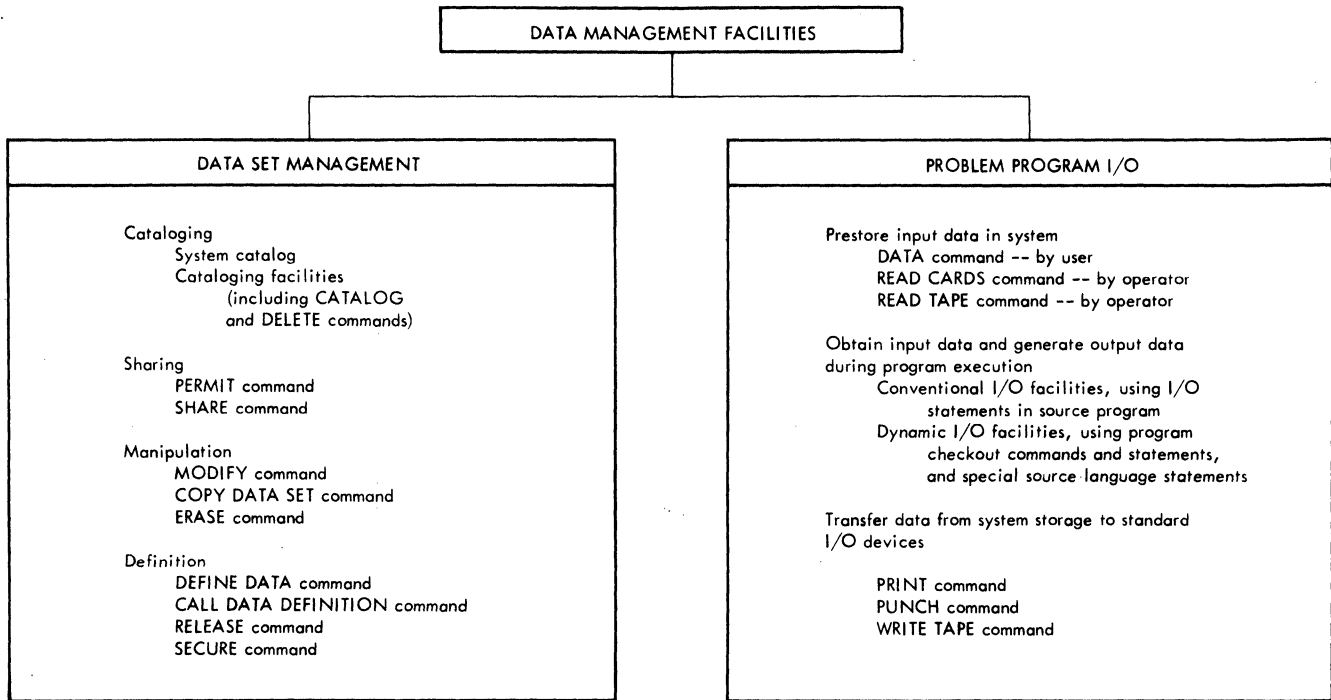 DATA MANAGEMENT FACILITIES
DATA SET MANAGEMENT
Cataloging
System catalog
Cataloging facilities
(including CATALOG
and DELETE commands)
Sharing
PERMIT command
SHARE command
Manipulation
MODIFY command
COPY DATA SET command
ERASE command
Definition
DEFINE DATA command
CALL DATA DEFINITION command
RELEASE command
SECURE command
PROBLEM PROGRAM I/O
Prestore input data in system
DATA command -- by user
READ CARDS command -- by operator
READ TAPE command -- by operator
Obtain input data and generate output data
during program execution
Conventional I/O facilities, using I/O
statements in source program
Dynamic I/O facilities, using program
checkout commands and statements,
and special source language statements
Transfer data from system storage to standard
I/O devices
PRINT command
PUNCH command
WRITE TAPE command